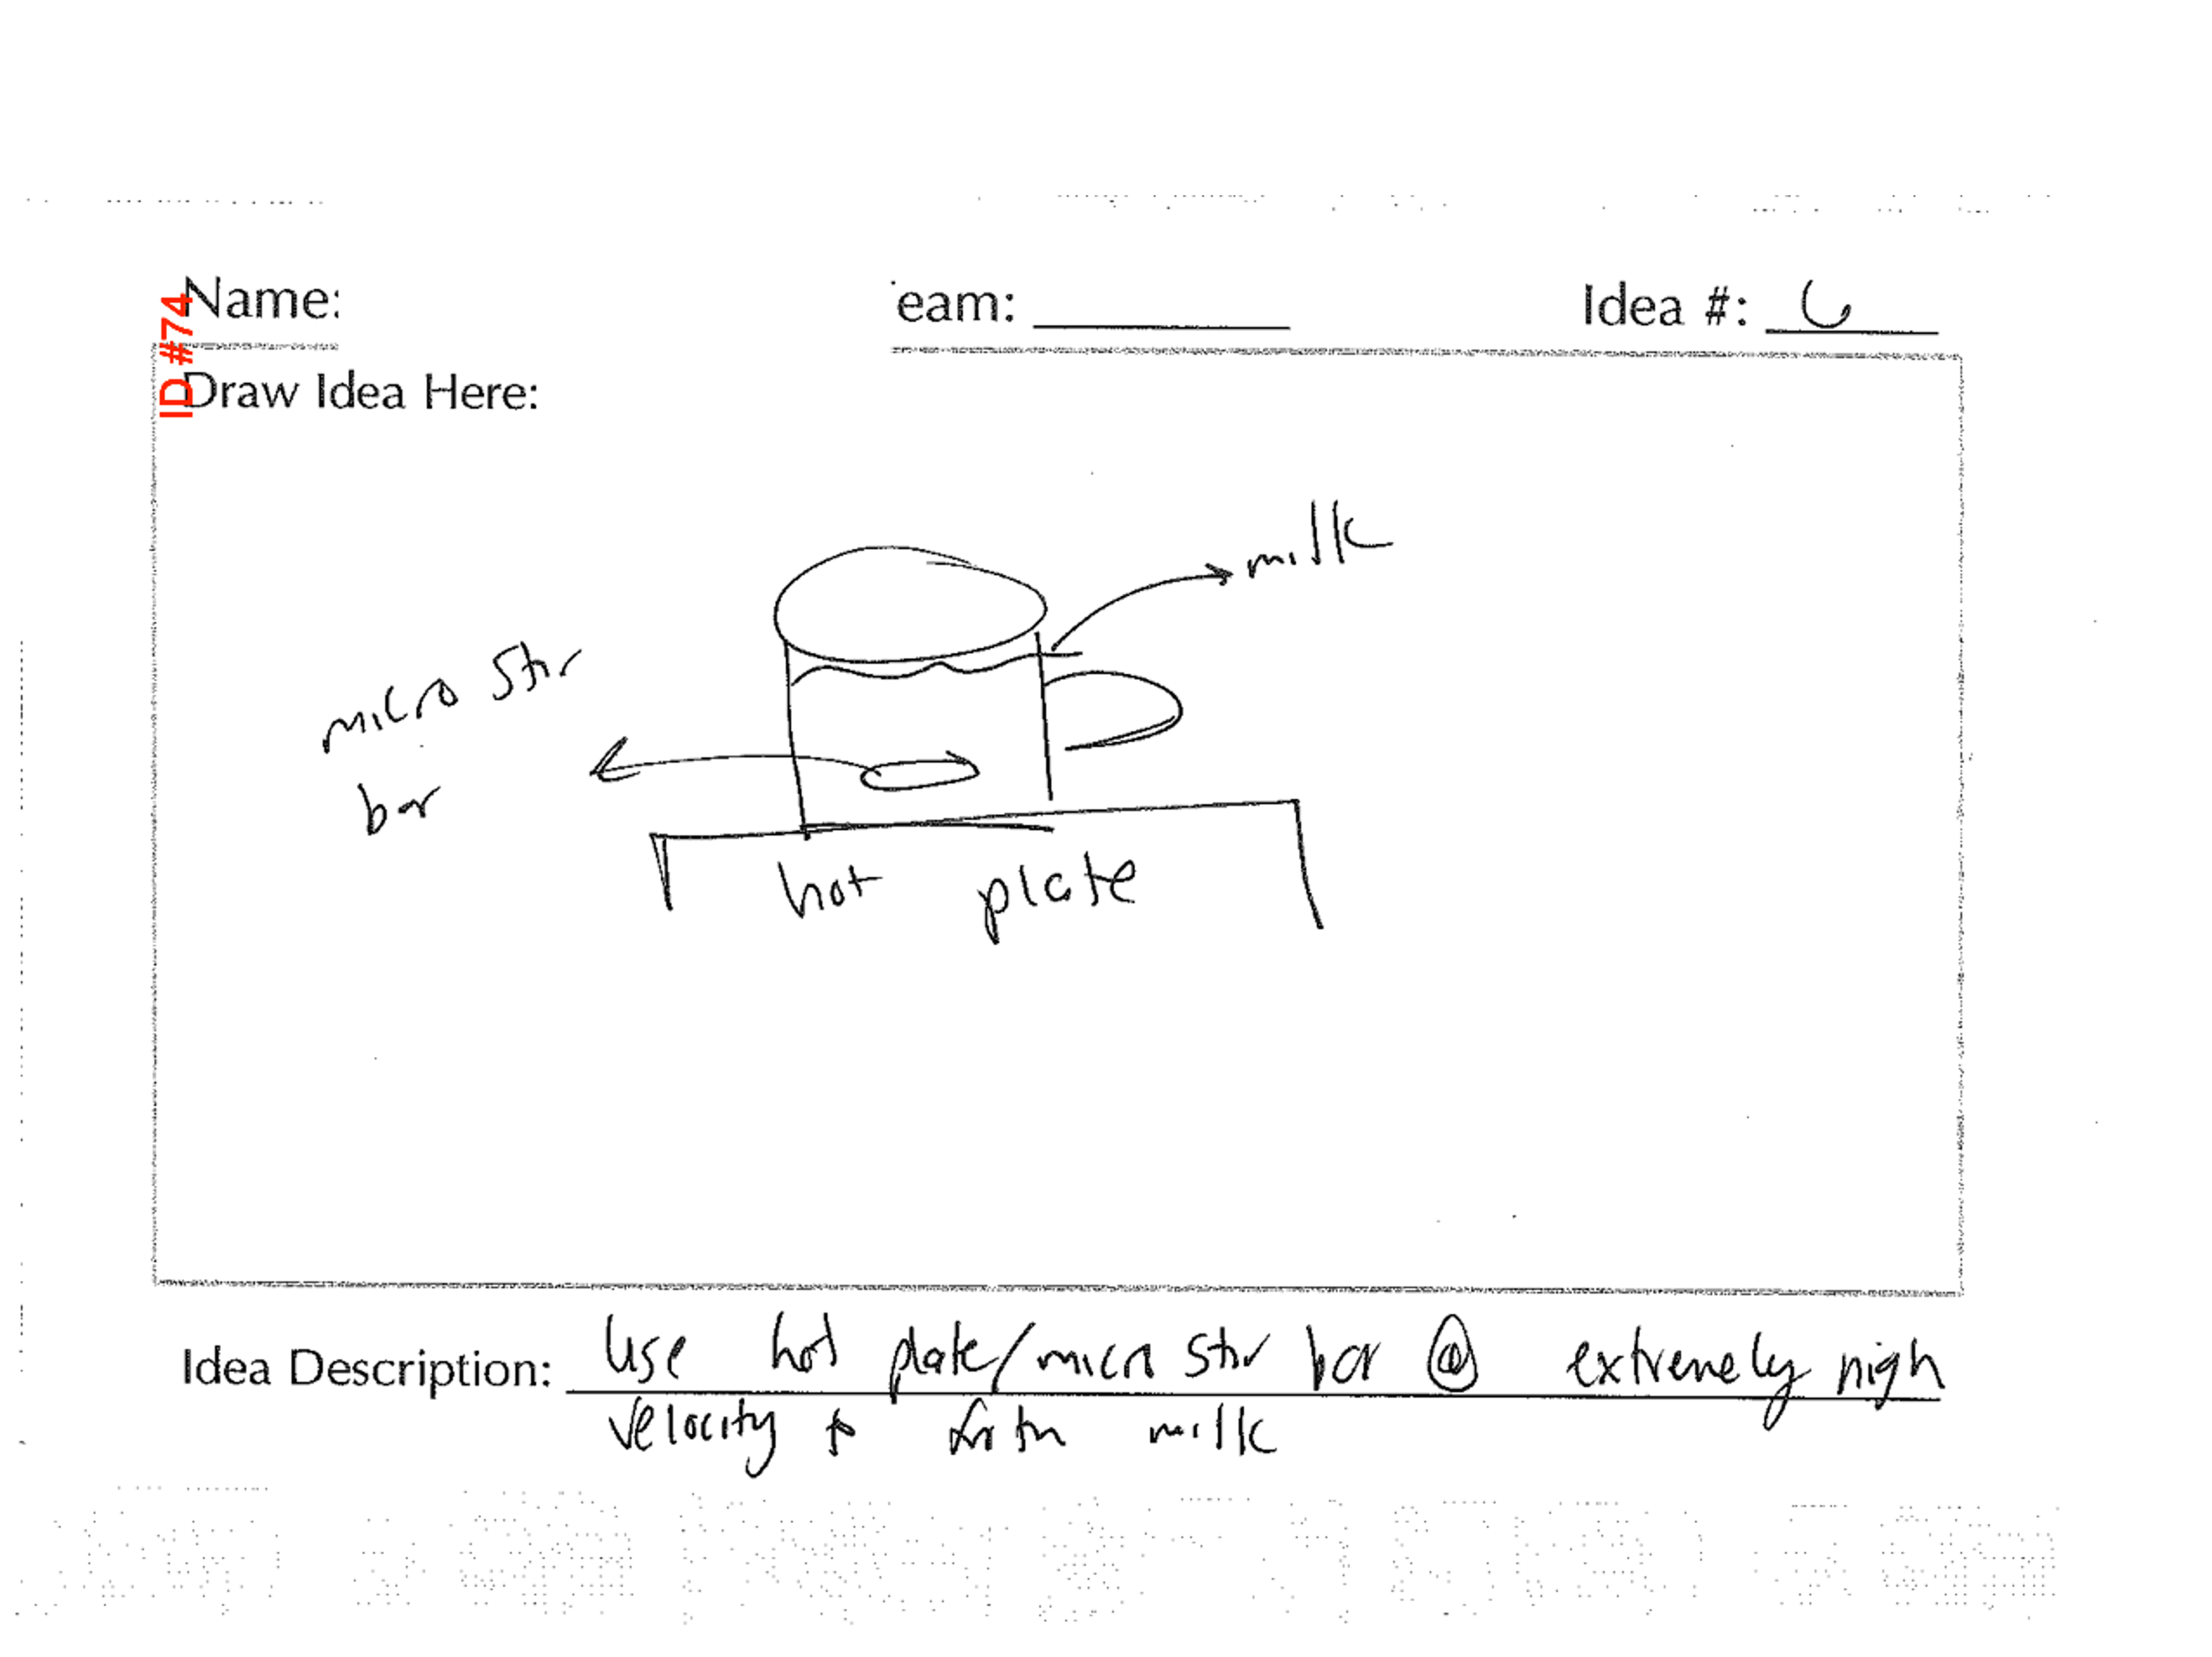 Name:
eam:
Idea #: 6
ID #74
Draw Idea Here:
milk
micro stir
bar
hot plate
Idea Description: Use hot plate/micro stir bar @ extremely high
velocity to froth milk